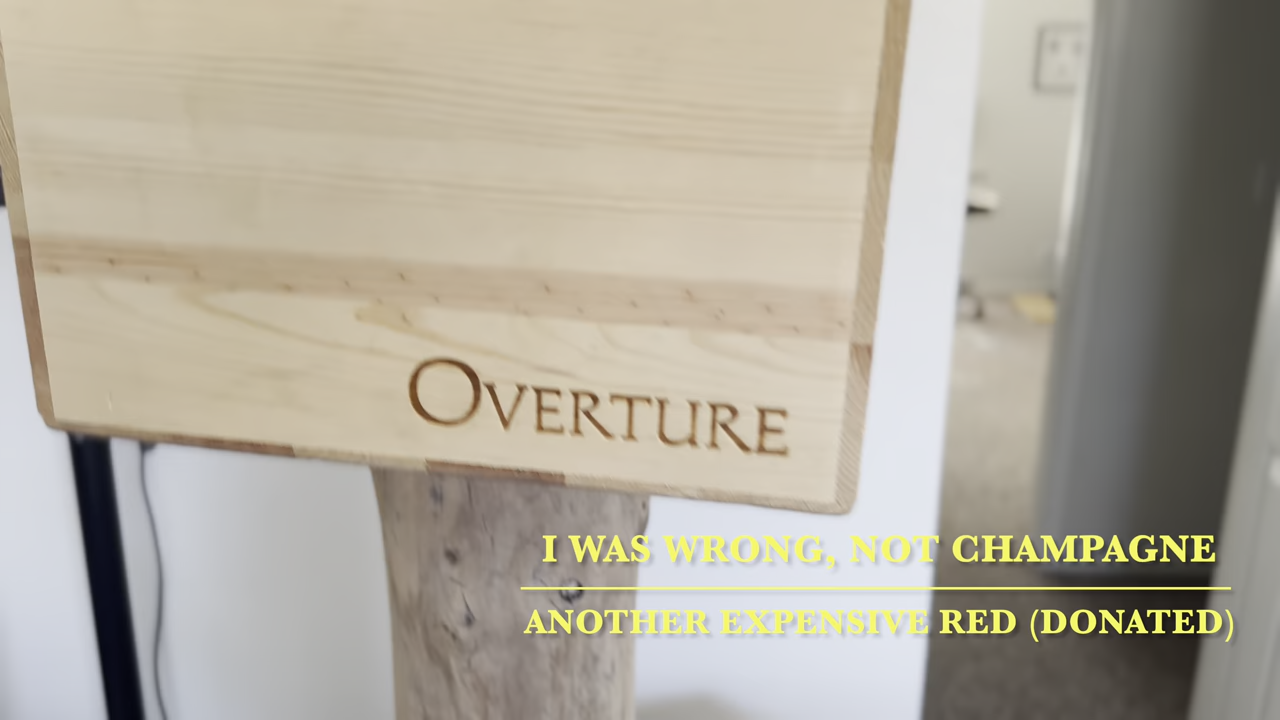 OVERTURE
I WAS WRONG, NOT CHAMPAGNE
ANOTHER EXPENSIVE RED (DONATED)